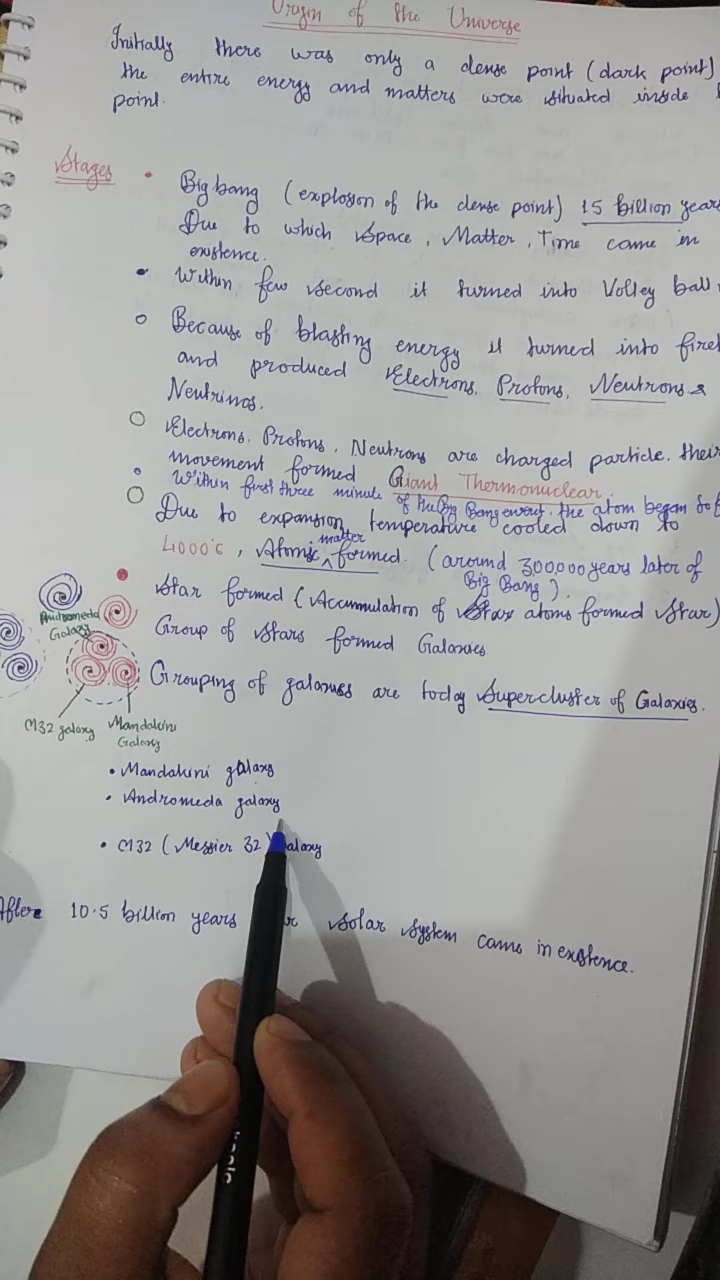 Origin of the Universe
Initially there was only a dense point (dark point)
the entire energy and matters were situated inside
point.
Stages
• Big bang (explosion of the dense point) 15 billion years
Due to which Space, Matter, Time came in
existence.
• Within few second it turned into Volley ball
Because of blasting energy it turned into
and produced Electrons, Protons, Neutrons &
Neutrinos.
Electrons, Protons, Neutrons are charged particle. their
movement formed Giant Thermonuclear.
• Within first three minute of the Big Bang event, the atom began
Due to expansion temperature cooled down to
4000°c, Atomic matter formed. (around 300,000 years later of
Big Bang).
• Star formed (Accumulation of atoms formed Star)
Group of stars formed Galaxies
Grouping of galaxies are today Supercluster of Galaxies.
Andromeda
Galaxy
M32 galaxy
Mandakini
Galaxy
• Mandakini galaxy
• Andromeda galaxy
• M32 (Messier 32) Galaxy
After 10.5 billion years Solar System came in existence.